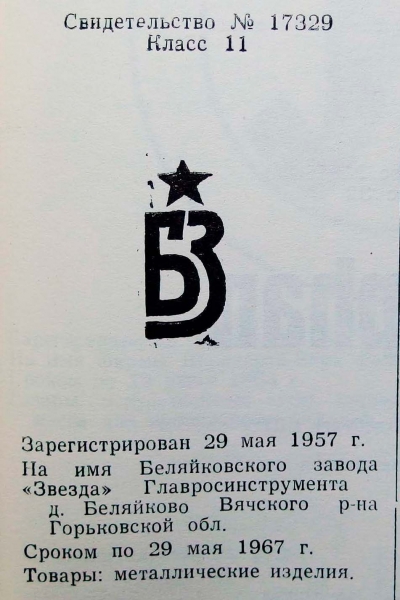 Свидетельство № 17329
Класс 11
БЗ
Зарегистрирован 29 мая 1957 г.
На имя Беляйковского завода
«Звезда» Главросинструмента
д. Беляйково Вячского р-на
Горьковской обл.
Сроком по 29 мая 1967 г.
Товары: металлические изделия.